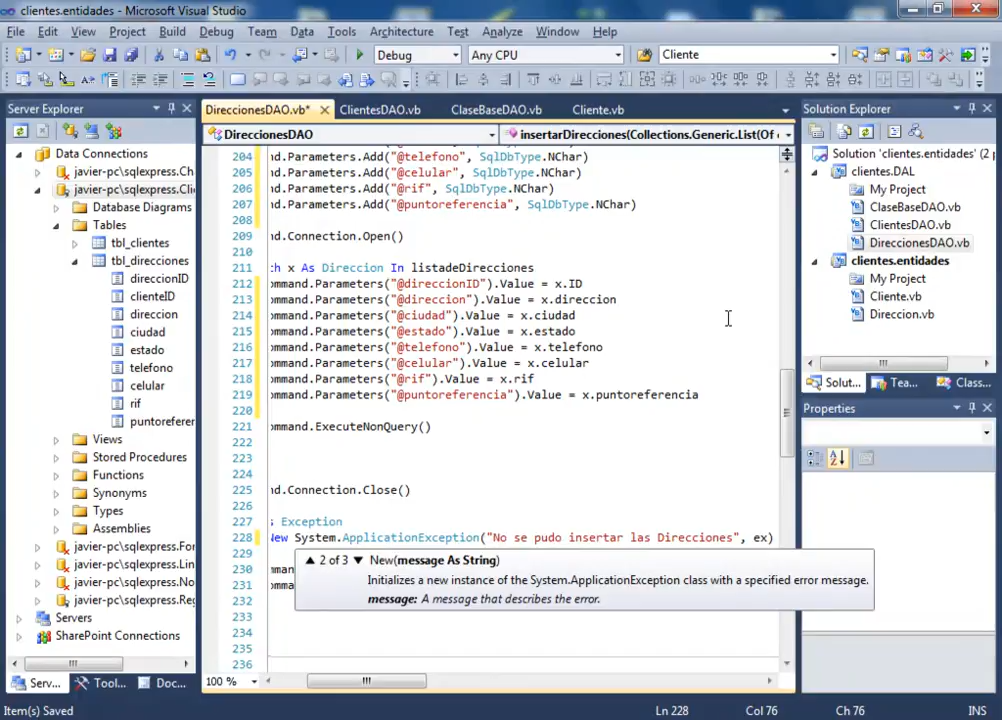 clientes.entidades - Microsoft Visual Studio
File Edit View Project Build Debug Team Data Tools Architecture Test Analyze Window Help
Debug Any CPU Cliente
Server Explorer
Data Connections
javier-pc\sqlexpress.Ch
javier-pc\sqlexpress.Cli
Database Diagrams
Tables
tbl_clientes
tbl_direcciones
direccionID
clienteID
direccion
ciudad
estado
telefono
celular
rif
puntorefer
Views
Stored Procedures
Functions
Synonyms
Types
Assemblies
javier-pc\sqlexpress.For
javier-pc\sqlexpress.Lin
javier-pc\sqlexpress.No
javier-pc\sqlexpress.Reg
Servers
SharePoint Connections
Serv... Tool... Doc...
DireccionesDAO.vb* ClientesDAO.vb ClaseBaseDAO.vb Cliente.vb
DireccionesDAO insertarDirecciones(Collections.Generic.List(Of
204 nd.Parameters.Add("@telefono", SqlDbType.NChar)
205 nd.Parameters.Add("@celular", SqlDbType.NChar)
206 nd.Parameters.Add("@rif", SqlDbType.NChar)
207 nd.Parameters.Add("@puntoreferencia", SqlDbType.NChar)
208
209 nd.Connection.Open()
210
211 ch x As Direccion In listadeDirecciones
212 ommand.Parameters("@direccionID").Value = x.ID
213 ommand.Parameters("@direccion").Value = x.direccion
214 ommand.Parameters("@ciudad").Value = x.ciudad
215 ommand.Parameters("@estado").Value = x.estado
216 ommand.Parameters("@telefono").Value = x.telefono
217 ommand.Parameters("@celular").Value = x.celular
218 ommand.Parameters("@rif").Value = x.rif
219 ommand.Parameters("@puntoreferencia").Value = x.puntoreferencia
220
221 ommand.ExecuteNonQuery()
222
223
224
225 nd.Connection.Close()
226
227 s Exception
228 New System.ApplicationException("No se pudo insertar las Direcciones", ex)
229
230
231
232
233
234
235
236
2 of 3 New(message As String)
Initializes a new instance of the System.ApplicationException class with a specified error message.
message: A message that describes the error.
100 %
Solution Explorer
Solution 'clientes.entidades' (2 p
clientes.DAL
My Project
ClaseBaseDAO.vb
ClientesDAO.vb
DireccionesDAO.vb
clientes.entidades
My Project
Cliente.vb
Direccion.vb
Solut... Tea... Class...
Properties
Item(s) Saved Ln 228 Col 76 Ch 76 INS